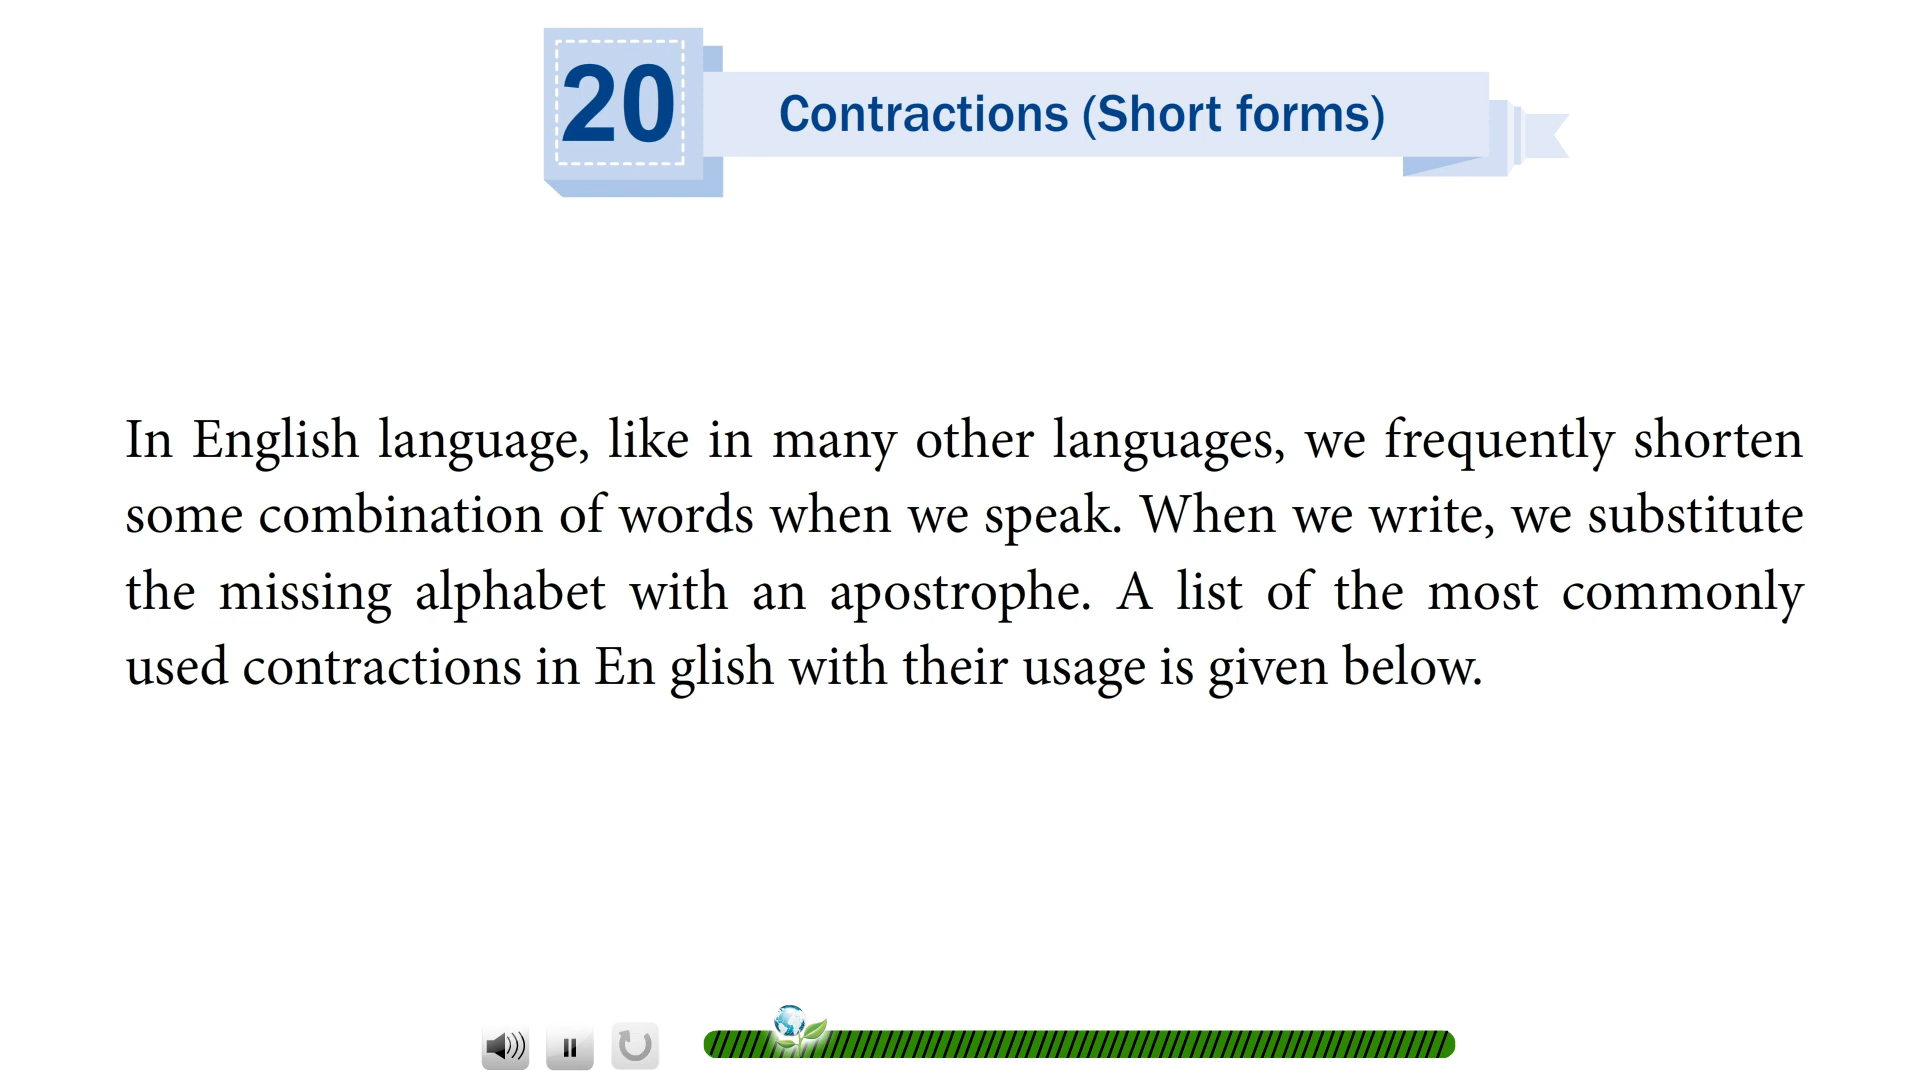 20
Contractions (Short forms)
In English language, like in many other languages, we frequently shorten
some combination of words when we speak. When we write, we substitute
the missing alphabet with an apostrophe. A list of the most commonly
used contractions in En glish with their usage is given below.